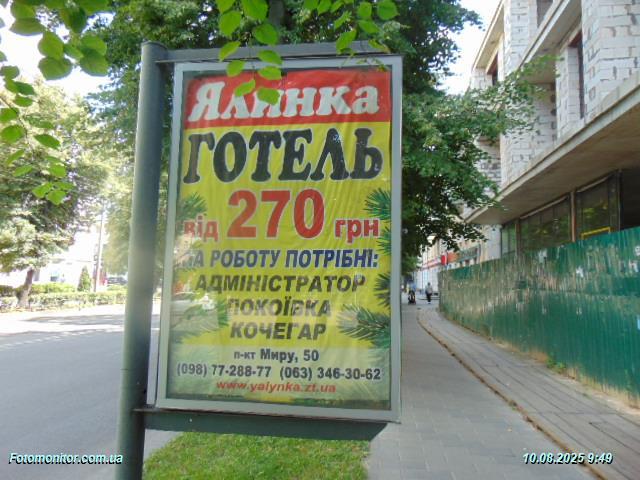 Ялинка
ГОТЕЛЬ
від 270 грн
НА РОБОТУ ПОТРІБНІ:
АДМІНІСТРАТОР
ПОКОЇВКА
КОЧЕГАР
п-кт Миру, 50
(098) 77-288-77 (063) 346-30-62
www.yalynka.zt.ua
Fotomonitor.com.ua
10.08.2025 9:49